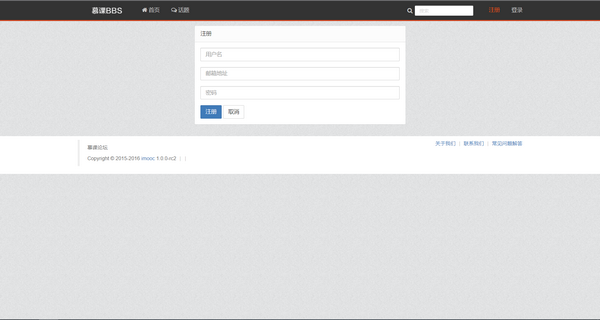 慕课BBS 首页 话题 注册 登录
注册
用户名
邮箱地址
密码
注册 取消
慕课论坛
关于我们 | 联系我们 | 常见问题解答
Copyright © 2015-2016 imooc 1.0.0-rc2 | |